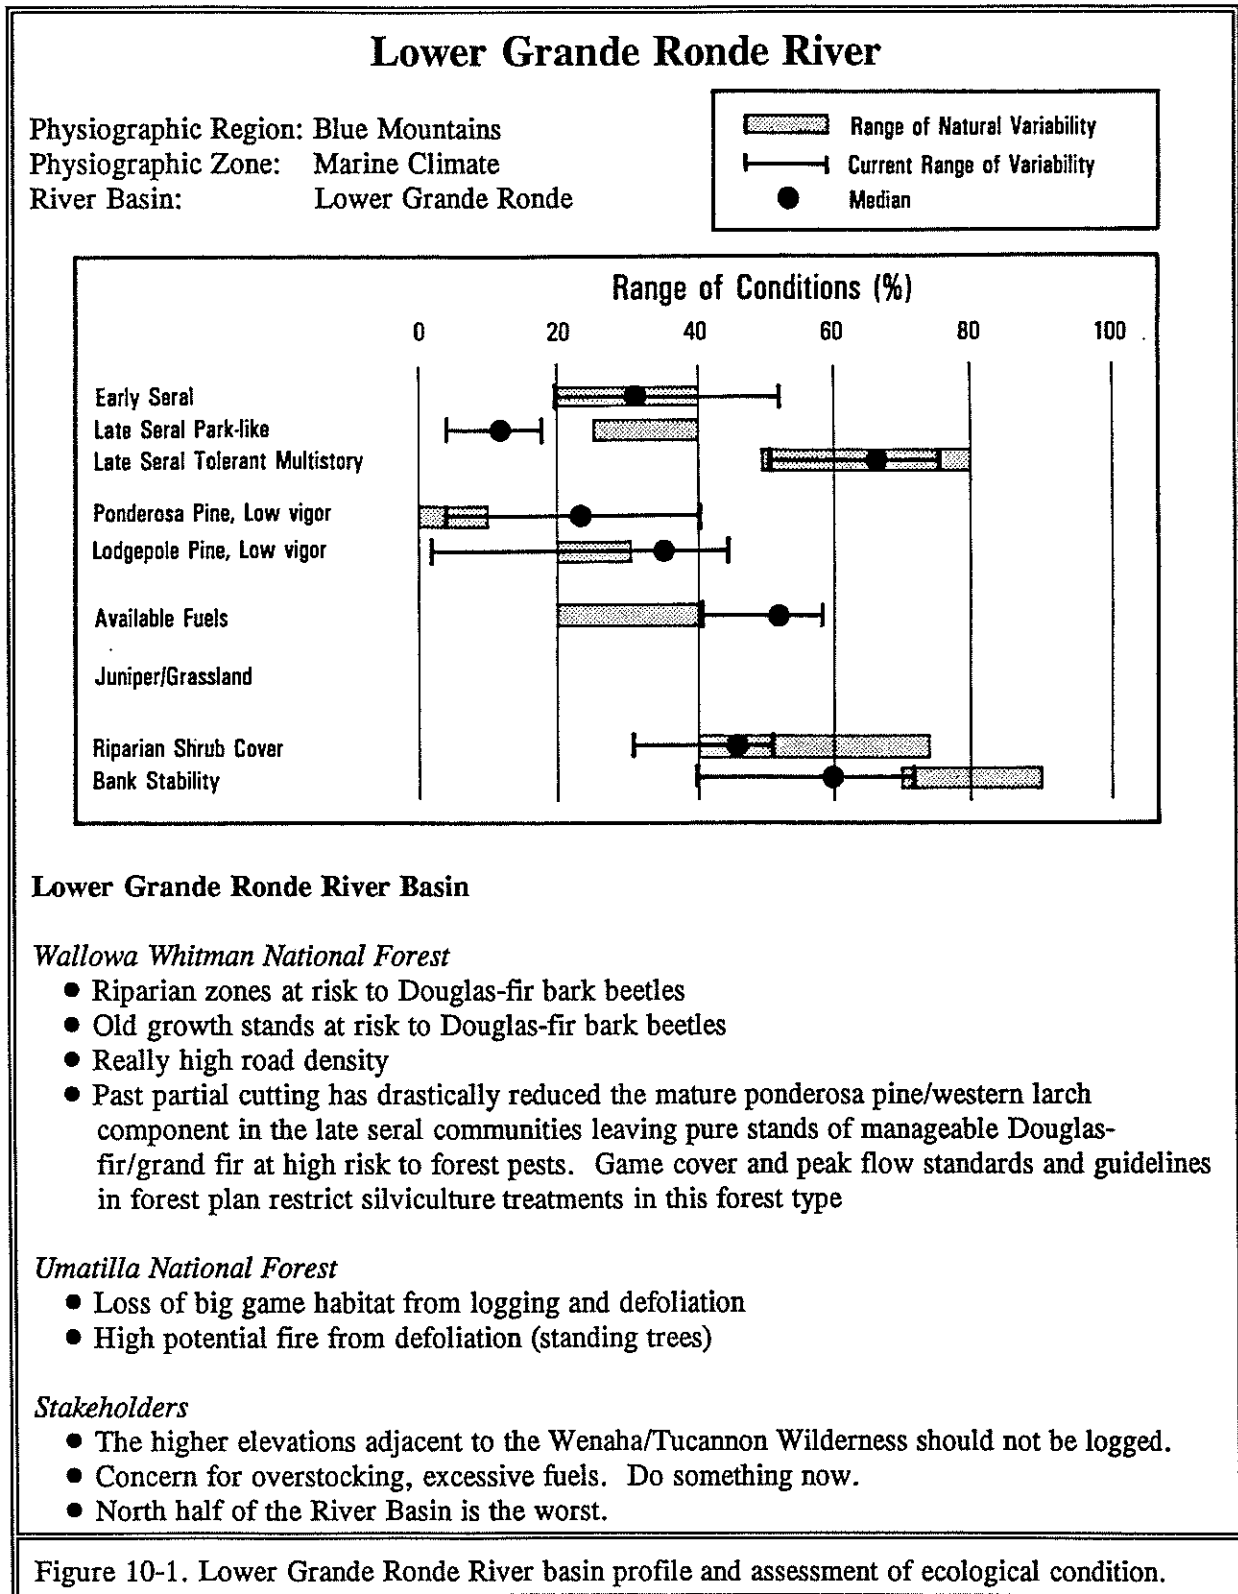 Lower Grande Ronde River
Physiographic Region: Blue Mountains
Physiographic Zone: Marine Climate
River Basin: Lower Grande Ronde
Range of Natural Variability
Current Range of Variability
Median
Range of Conditions (%)
0 20 40 60 80 100
Early Seral
Late Seral Park-like
Late Seral Tolerant Multistory
Ponderosa Pine, Low vigor
Lodgepole Pine, Low vigor
Available Fuels
Juniper/Grassland
Riparian Shrub Cover
Bank Stability
Lower Grande Ronde River Basin
Wallowa Whitman National Forest
● Riparian zones at risk to Douglas-fir bark beetles
● Old growth stands at risk to Douglas-fir bark beetles
● Really high road density
● Past partial cutting has drastically reduced the mature ponderosa pine/western larch
component in the late seral communities leaving pure stands of manageable Douglas-
fir/grand fir at high risk to forest pests. Game cover and peak flow standards and guidelines
in forest plan restrict silviculture treatments in this forest type
Umatilla National Forest
● Loss of big game habitat from logging and defoliation
● High potential fire from defoliation (standing trees)
Stakeholders
● The higher elevations adjacent to the Wenaha/Tucannon Wilderness should not be logged.
● Concern for overstocking, excessive fuels. Do something now.
● North half of the River Basin is the worst.
Figure 10-1. Lower Grande Ronde River basin profile and assessment of ecological condition.